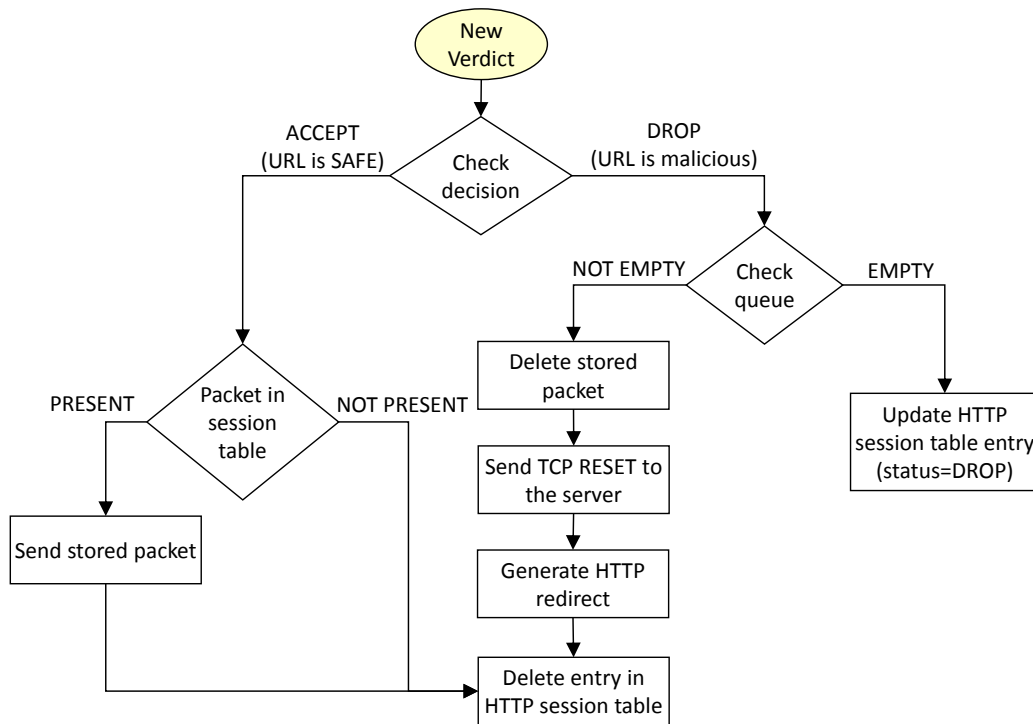 New
Verdict
ACCEPT
(URL is SAFE)
DROP
(URL is malicious)
Check
decision
NOT EMPTY
Check
queue
EMPTY
Delete stored
packet
PRESENT
Packet in
session
table
NOT PRESENT
Update HTTP
session table entry
(status=DROP)
Send TCP RESET to
the server
Send stored packet
Generate HTTP
redirect
Delete entry in
HTTP session table